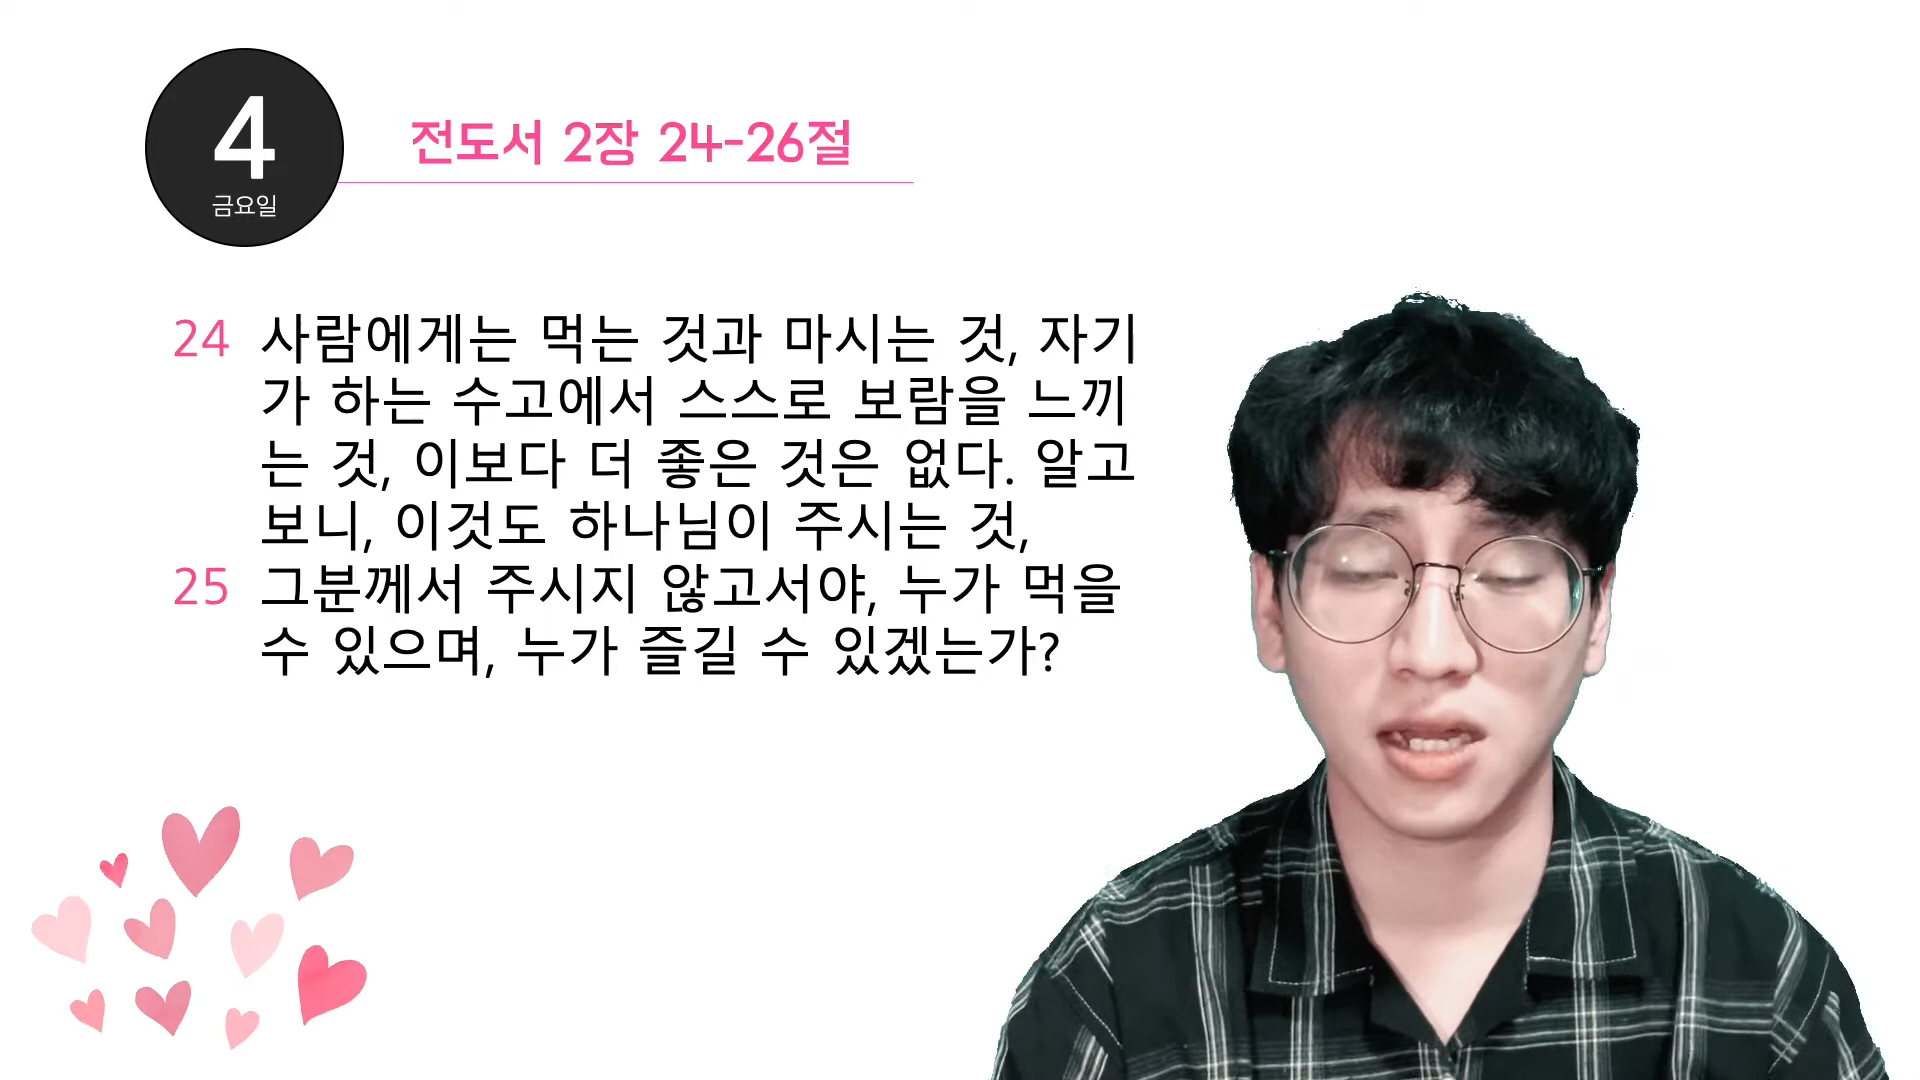 4
금요일
전도서 2장 24-26절
24 사람에게는 먹는 것과 마시는 것, 자기
가 하는 수고에서 스스로 보람을 느끼
는 것, 이보다 더 좋은 것은 없다. 알고
보니, 이것도 하나님이 주시는 것,
25 그분께서 주시지 않고서야, 누가 먹을
수 있으며, 누가 즐길 수 있겠는가?